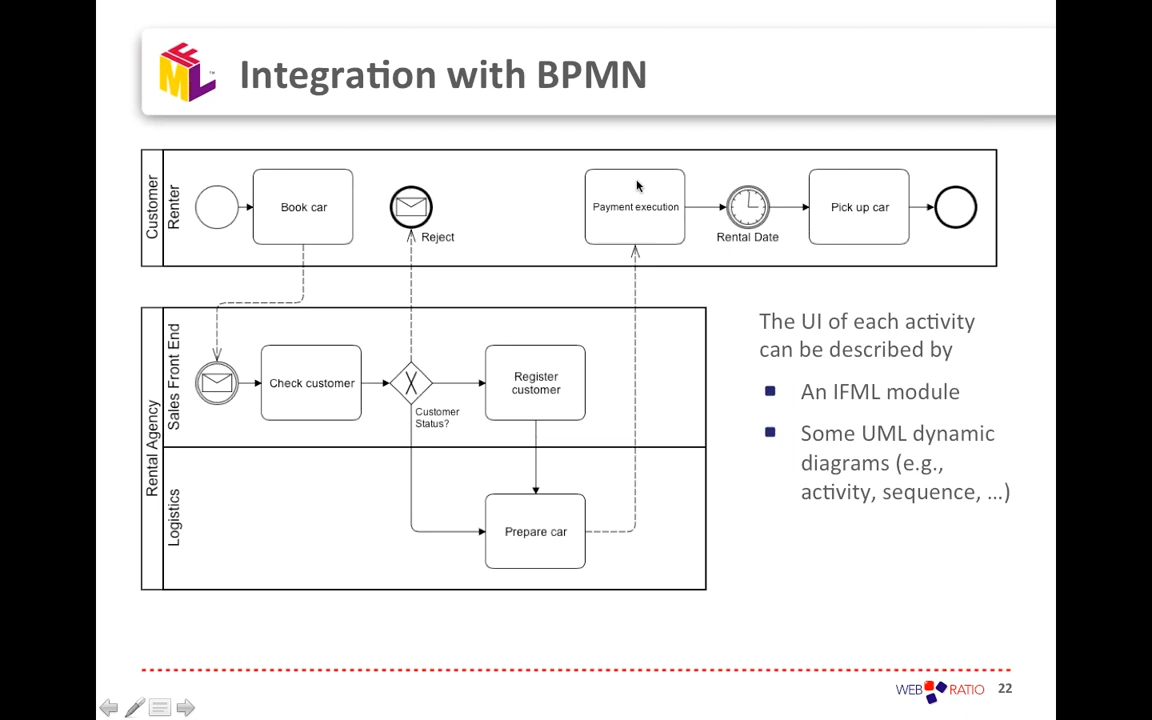 IFML™
Integration with BPMN
Customer
Renter
Book car
Reject
Payment execution
Rental Date
Pick up car
Rental Agency
Sales Front End
Check customer
Customer
Status?
Register
customer
Logistics
Prepare car
The UI of each activity
can be described by
An IFML module
Some UML dynamic
diagrams (e.g.,
activity, sequence, ...)
WEB RATIO
22